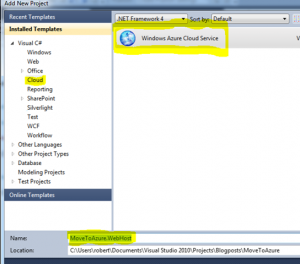 Add New Project
Recent Templates
.NET Framework 4
Sort by:
Default
Installed Templates
Visual C#
Windows
Web
Office
Cloud
Reporting
SharePoint
Silverlight
Test
WCF
Workflow
Other Languages
Other Project Types
Database
Modeling Projects
Test Projects
Windows Azure Cloud Service
V
Online Templates
Name:
MoveToAzure.WebHost
Location:
C:\Users\robert\Documents\Visual Studio 2010\Projects\Blogposts\MoveToAzure